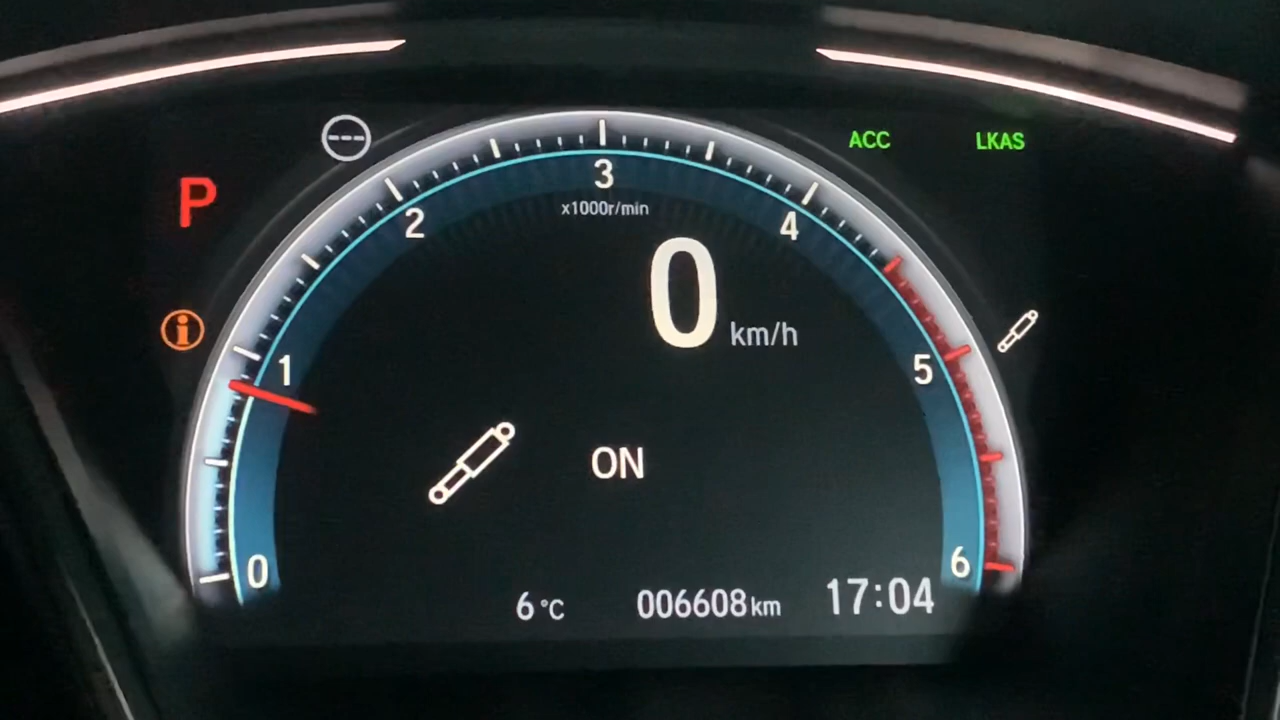 ---
ACC
LKAS
P
3
x1000r/min
2
4
0 km/h
i
1
5
ON
0
6
6 °C
006608 km
17:04